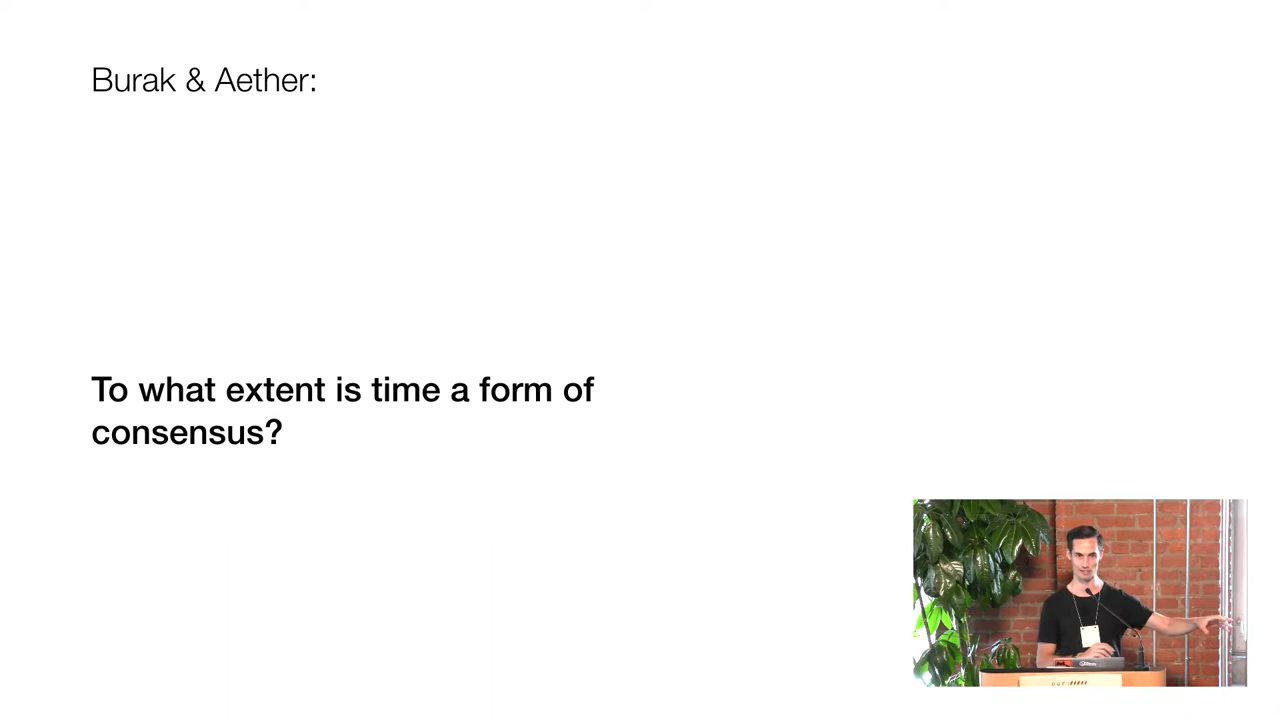 Burak & Aether:
To what extent is time a form of
consensus?